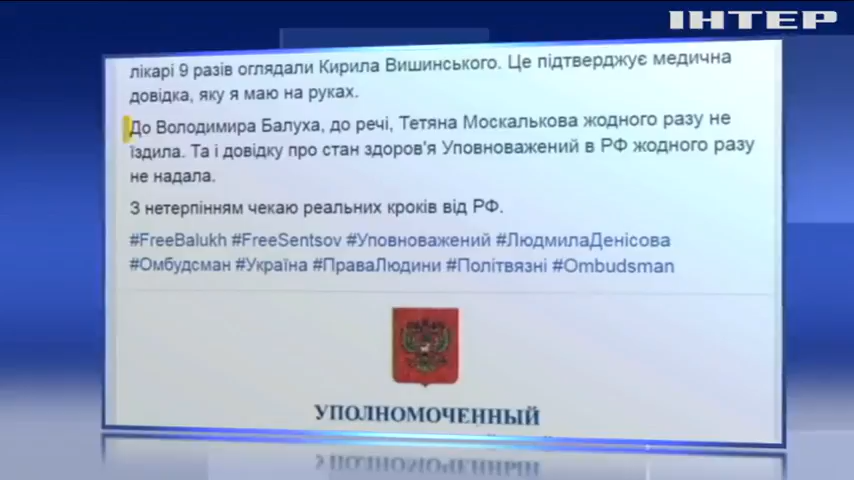 ІНТЕР
лікарі 9 разів оглядали Кирила Вишинського. Це підтверджує медична
довідка, яку я маю на руках.
До Володимира Балуха, до речі, Тетяна Москалькова жодного разу не
їздила. Та і довідку про стан здоров'я Уповноважений в РФ жодного разу
не надала.
З нетерпінням чекаю реальних кроків від РФ.
#FreeBalukh #FreeSentsov #Уповноважений #ЛюдмилаДенісова
#Омбудсман #Україна #ПраваЛюдини #Політвязні #Ombudsman
УПОЛНОМОЧЕННЫЙ